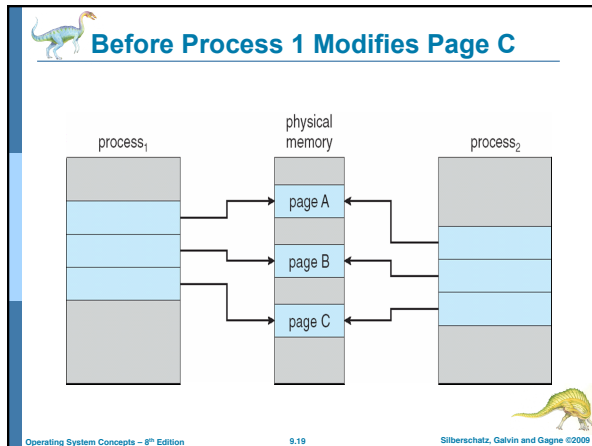 Before Process 1 Modifies Page C
physical
memory
process₁
process₂
page A
page B
page C
Operating System Concepts – 8th Edition
9.19
Silberschatz, Galvin and Gagne ©2009